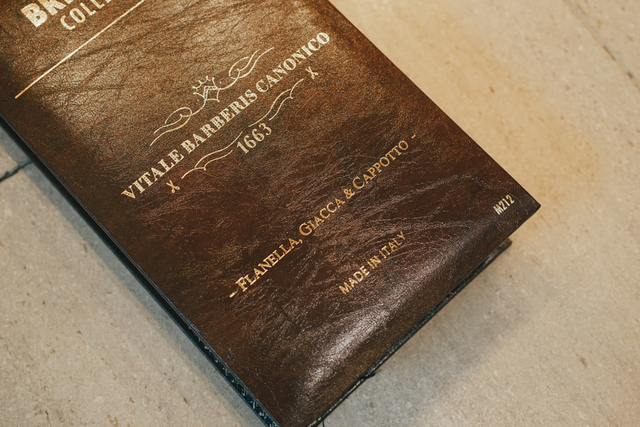 VITALE BARBERIS CANONICO
1663
- FLANELLA, GIACCA & CAPPOTTO -
MADE IN ITALY
M212